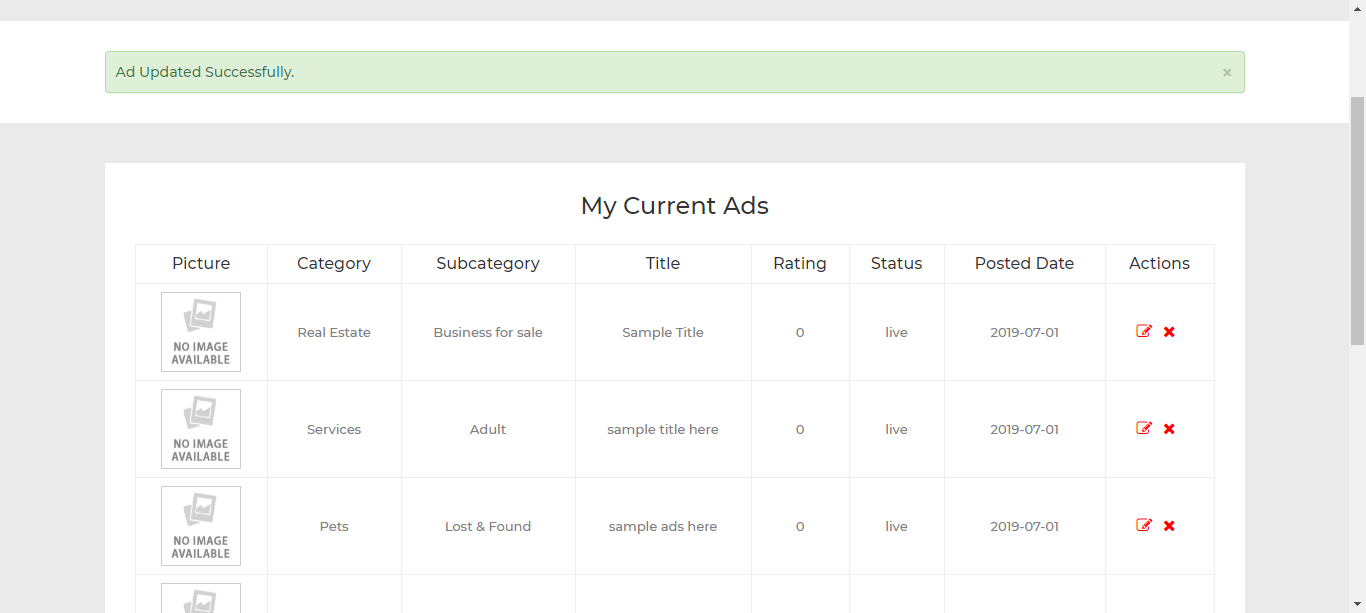 Ad Updated Successfully. ×
My Current Ads
Picture Category Subcategory Title Rating Status Posted Date Actions
NO IMAGE
AVAILABLE
Real Estate Business for sale Sample Title 0 live 2019-07-01
NO IMAGE
AVAILABLE
Services Adult sample title here 0 live 2019-07-01
NO IMAGE
AVAILABLE
Pets Lost & Found sample ads here 0 live 2019-07-01